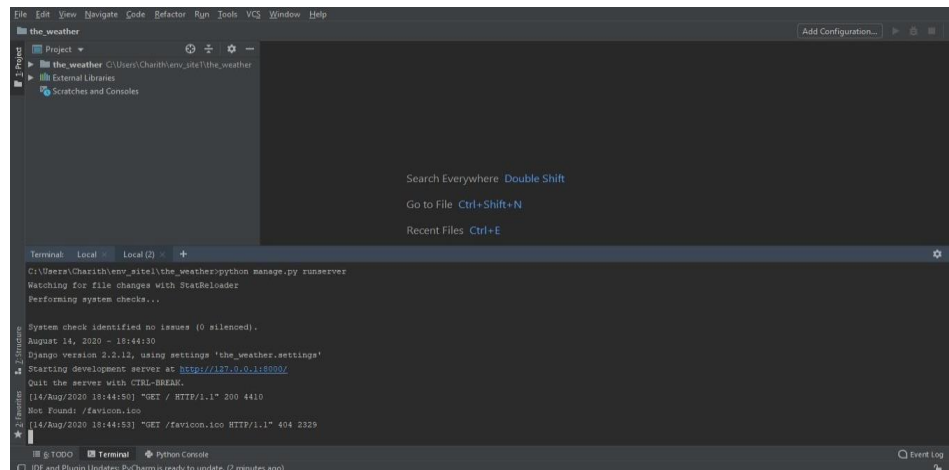 File Edit View Navigate Code Refactor Run Tools VCS Window Help
the_weather
Add Configuration...
1: Project
Project
the_weather C:\Users\Charith\env_site1\the_weather
External Libraries
Scratches and Consoles
Search Everywhere Double Shift
Go to File Ctrl+Shift+N
Recent Files Ctrl+E
Terminal: Local Local (2) +
C:\Users\Charith\env_site1\the_weather>python manage.py runserver
Watching for file changes with StatReloader
Performing system checks...
System check identified no issues (0 silenced).
August 14, 2020 - 18:44:30
Django version 2.2.12, using settings 'the_weather.settings'
Starting development server at http://127.0.0.1:8000/
Quit the server with CTRL-BREAK.
[14/Aug/2020 18:44:50] "GET / HTTP/1.1" 200 4410
Not Found: /favicon.ico
[14/Aug/2020 18:44:53] "GET /favicon.ico HTTP/1.1" 404 2329
7: Structure
2: Favorites
6: TODO Terminal Python Console
Event Log
IDE and Plugin Updates: PyCharm is ready to update. (2 minutes ago)